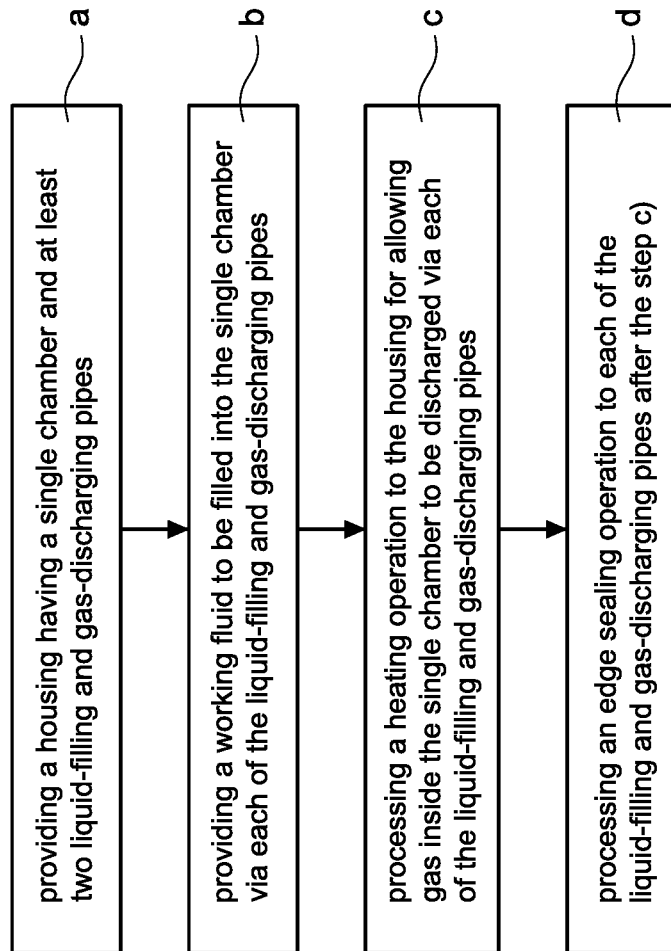 providing a housing having a single chamber and at least
two liquid-filling and gas-discharging pipes
a
providing a working fluid to be filled into the single chamber
via each of the liquid-filling and gas-discharging pipes
b
processing a heating operation to the housing for allowing
gas inside the single chamber to be discharged via each
of the liquid-filling and gas-discharging pipes
c
processing an edge sealing operation to each of the
liquid-filling and gas-discharging pipes after the step c)
d